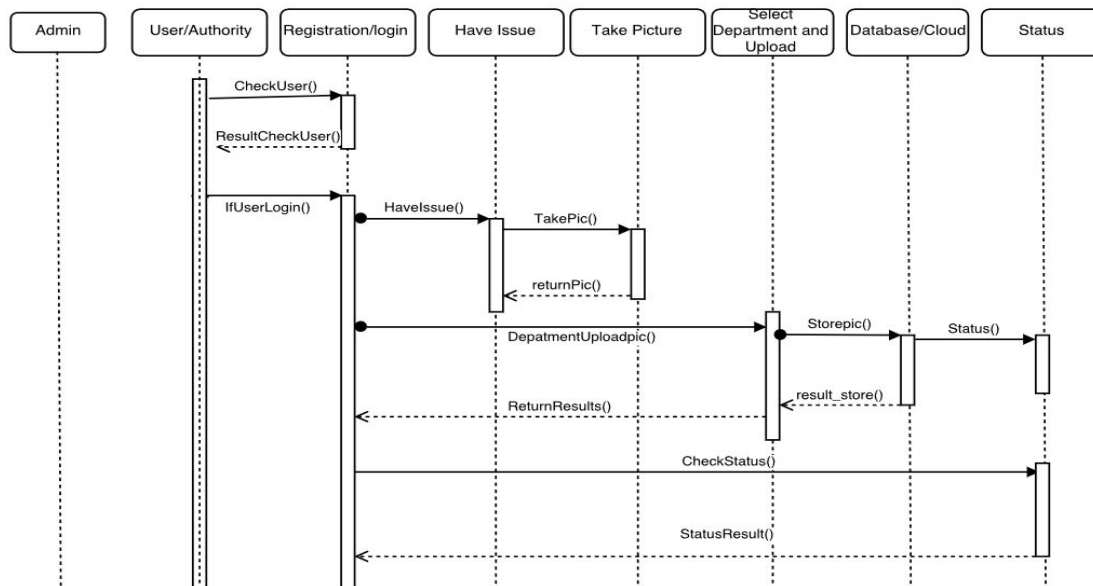 Admin
User/Authority
Registration/login
Have Issue
Take Picture
Select
Department and
Upload
Database/Cloud
Status
CheckUser()
ResultCheckUser()
IfUserLogin()
HaveIssue()
TakePic()
returnPic()
DepatmentUploadpic()
Storepic()
Status()
result_store()
ReturnResults()
CheckStatus()
StatusResult()